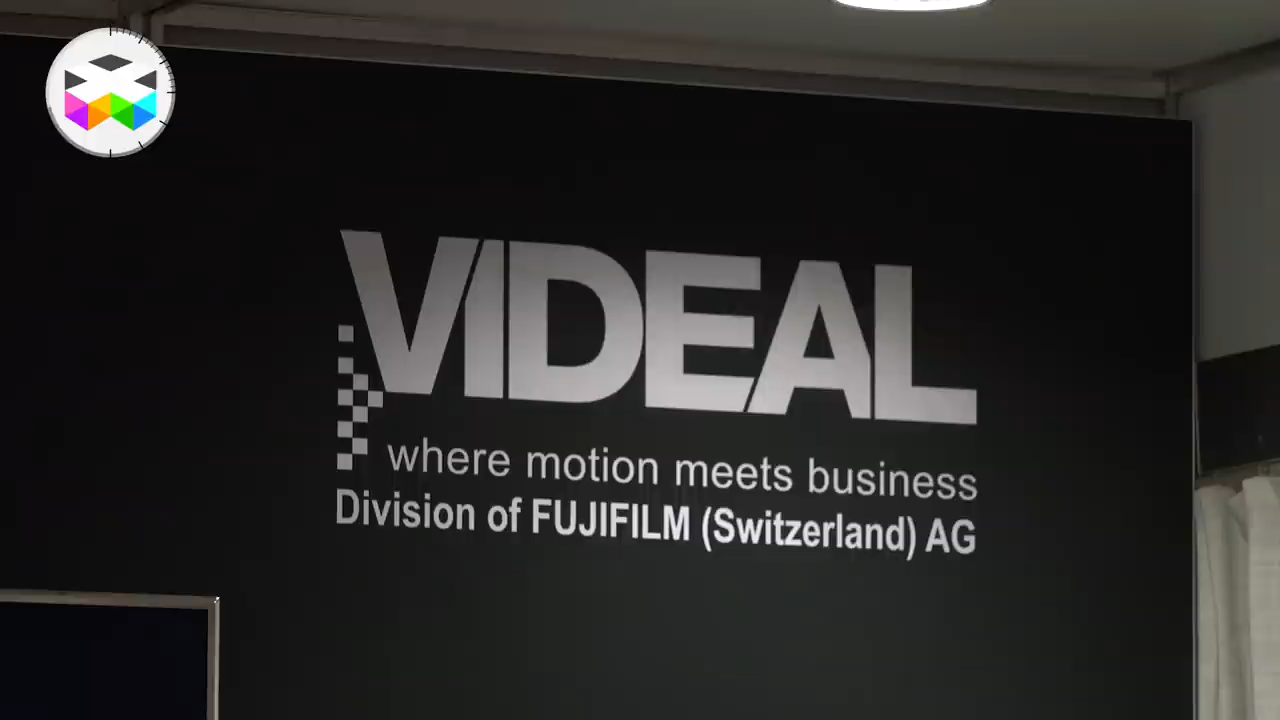 VIDEAL
where motion meets business
Division of FUJIFILM (Switzerland) AG